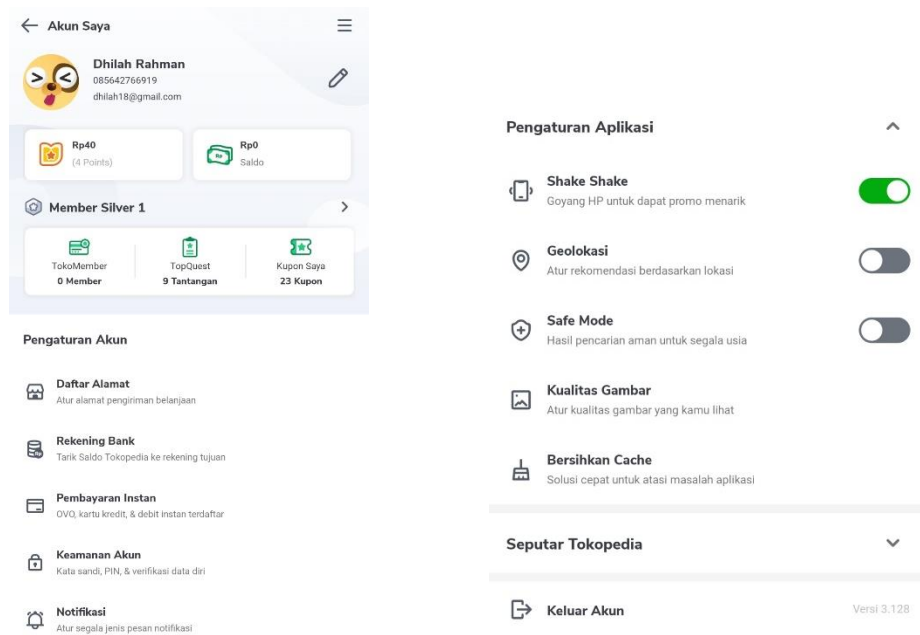 Akun Saya
Dhilah Rahman
085642766919
dhilah18@gmail.com
Rp40
(4 Points)
Rp0
Saldo
Member Silver 1
TokoMember
0 Member
TopQuest
9 Tantangan
Kupon Saya
23 Kupon
Pengaturan Akun
Daftar Alamat
Atur alamat pengiriman belanjaan
Rekening Bank
Tarik Saldo Tokopedia ke rekening tujuan
Pembayaran Instan
OVO, kartu kredit, & debit instan terdaftar
Keamanan Akun
Kata sandi, PIN, & verifikasi data diri
Notifikasi
Atur segala jenis pesan notifikasi
Pengaturan Aplikasi
Shake Shake
Goyang HP untuk dapat promo menarik
Geolokasi
Atur rekomendasi berdasarkan lokasi
Safe Mode
Hasil pencarian aman untuk segala usia
Kualitas Gambar
Atur kualitas gambar yang kamu lihat
Bersihkan Cache
Solusi cepat untuk atasi masalah aplikasi
Seputar Tokopedia
Keluar Akun
Versi 3.128